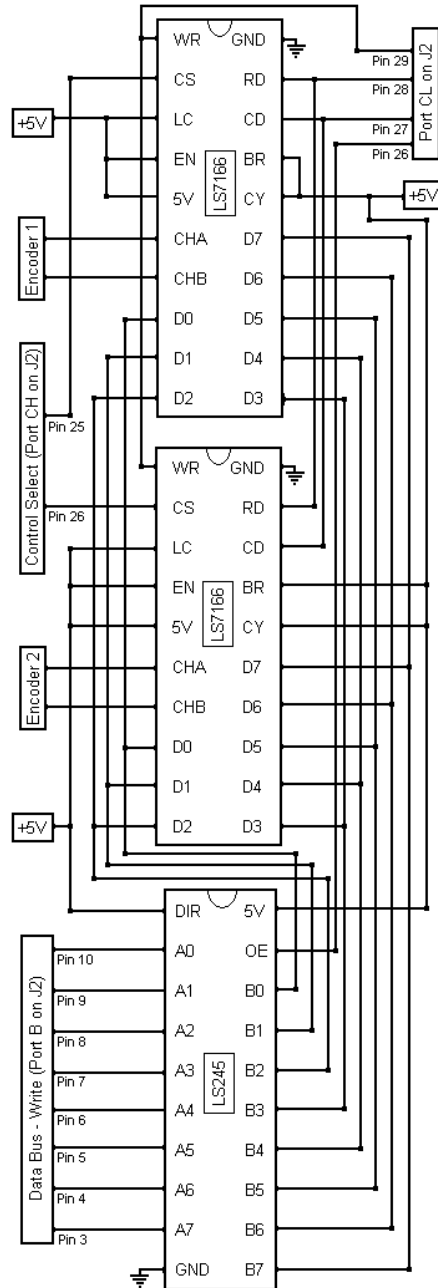 WR GND
CS RD
LC CD
EN BR
5V CY
CHA D7
CHB D6
D0 D5
D1 D4
D2 D3
LS7166
+5V
Encoder 1
Control Select (Port CH on J2)
Pin 25
Pin 26
Pin 29
Pin 28
Pin 27
Pin 26
Port CL on J2
+5V
WR GND
CS RD
LC CD
EN BR
5V CY
CHA D7
CHB D6
D0 D5
D1 D4
D2 D3
LS7166
Encoder 2
+5V
DIR 5V
A0 OE
A1 B0
A2 B1
A3 B2
A4 B3
A5 B4
A6 B5
A7 B6
GND B7
LS245
Data Bus - Write (Port B on J2)
Pin 10
Pin 9
Pin 8
Pin 7
Pin 6
Pin 5
Pin 4
Pin 3